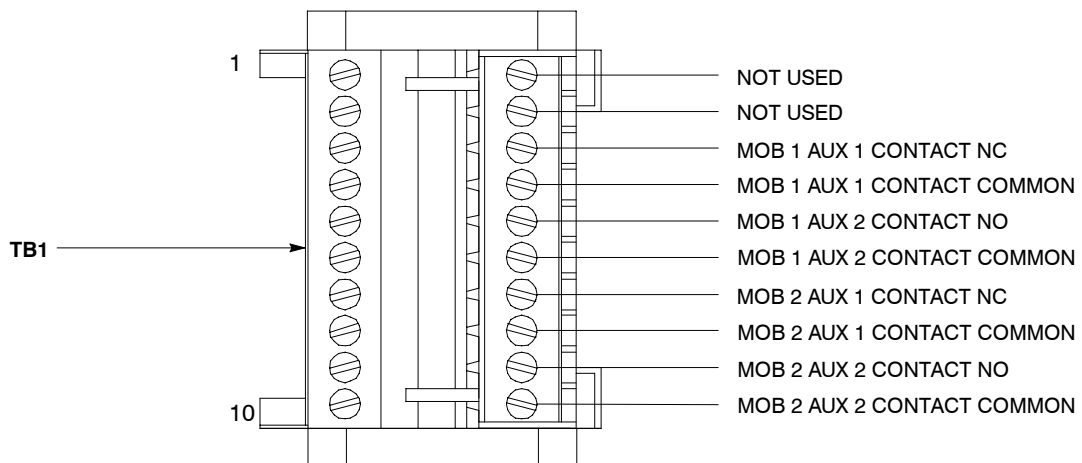 1
NOT USED
NOT USED
MOB 1 AUX 1 CONTACT NC
MOB 1 AUX 1 CONTACT COMMON
MOB 1 AUX 2 CONTACT NO
TB1
MOB 1 AUX 2 CONTACT COMMON
MOB 2 AUX 1 CONTACT NC
MOB 2 AUX 1 CONTACT COMMON
MOB 2 AUX 2 CONTACT NO
10
MOB 2 AUX 2 CONTACT COMMON